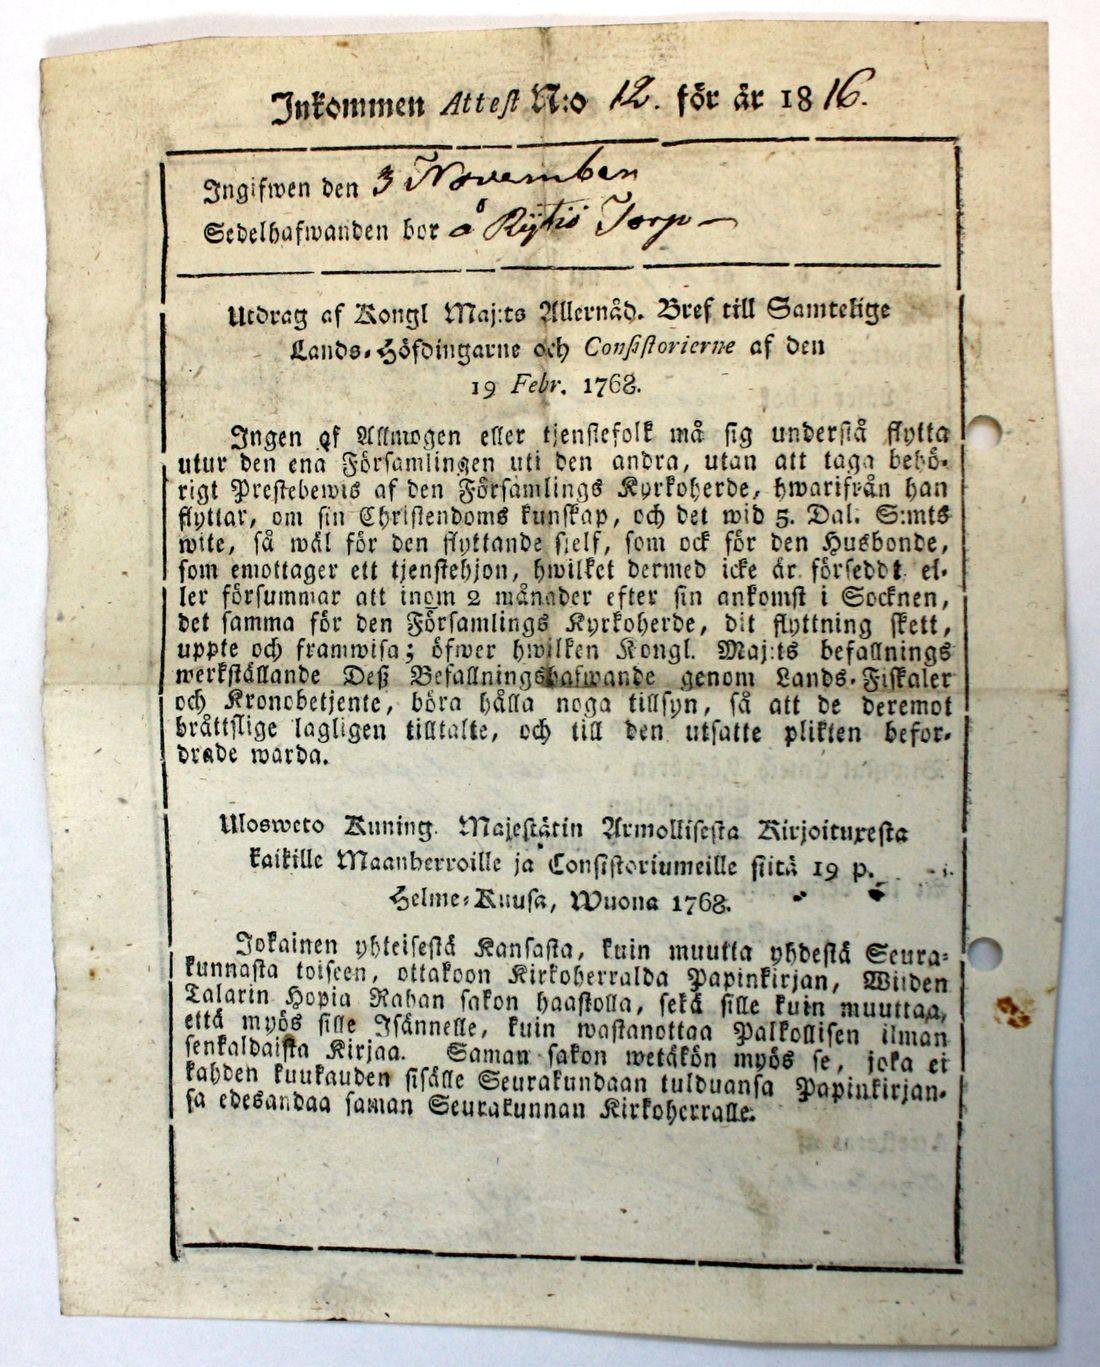 Inkommen Attest N:o 12. för år 1816.
Ingifwen den 3 November
Sedelhafwanden bor å Rytiö Torp
Utdrag af Kongl Maj:ts Allernåd. Bref till Samtelige
Lands-Höfdingarne och Consistorierne af den
19 Febr. 1768.
Ingen af Allmogen eller tjenstefolk må sig understå flytta
utur den ena Församlingen uti den andra, utan att taga behö-
rigt Prestebewis af den Församlings Kyrkoherde, hwarifrån han
flyttar, om sin Christendoms kunskap, och det wid 5. Dal. S:mts
wite, så wäl för den flyttande sjelf, som ock för den Husbonde,
som emottager ett tjenstehjon, hwilket dermed icke är förseddt el-
ler försummar att inom 2 månader efter sin ankomst i Socknen,
det samma för den Församlings Kyrkoherde, dit flyttning skett,
uppte och framwisa; öfwer hwilken Kongl. Maj:ts befallnings
werkställande Deß Befallningshafwande genom Lands-Fiskaler
och Kronobetjente, böra hålla noga tillsyn, så att de deremot
bråttslige lagligen tilltalte, och till den utsatte plikten befor-
drade warda.
Ulosweto Kuning. Majestätin Armollisesta Kirjoituxesta
kaikille Maanherroille ja Consistoriumeille siitä 19 p.
Helme-Kuusa, Wuona 1768.
Jokainen yhteisestä Kansasta, kuin muutta yhdestä Seura-
kunnasta toiseen, ottakoon Kirkoherralda Papinkirjan, Wiiden
Talarin Hopia Rahan sakon haastolla, sekä sille kuin muuttaa,
että myös sille Isännelle, kuin wastanottaa Palkollisen ilman
senkaldaista Kirjaa. Saman sakon wetäkön myös se, joka ei
kahden kuukauden sisälle Seurakundaan tulduansa Papinkirjan-
sa edesandaa saman Seurakunnan Kirkoherralle.